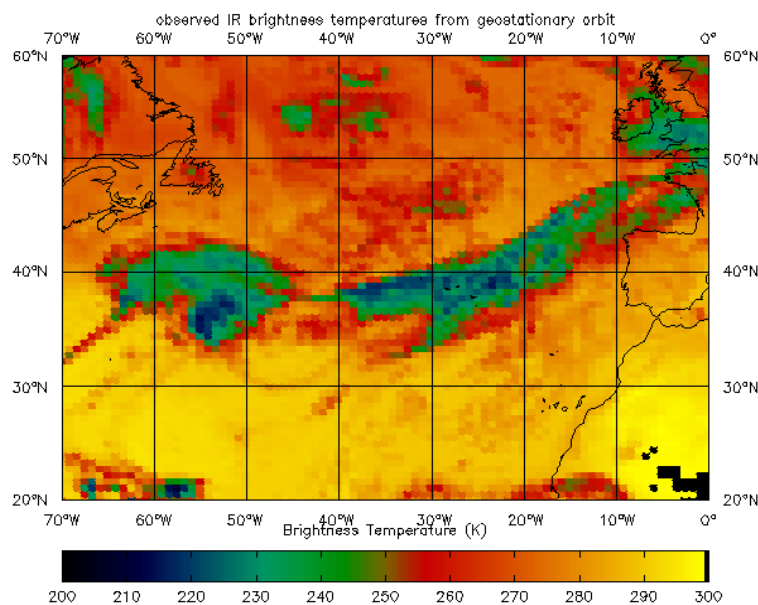 observed IR brightness temperatures from geostationary orbit
70°W 60°W 50°W 40°W 30°W 20°W 10°W 0°
60°N 60°N
50°N 50°N
40°N 40°N
30°N 30°N
20°N 20°N
70°W 60°W 50°W 40°W 30°W 20°W 10°W 0°
Brightness Temperature (K)
200 210 220 230 240 250 260 270 280 290 300